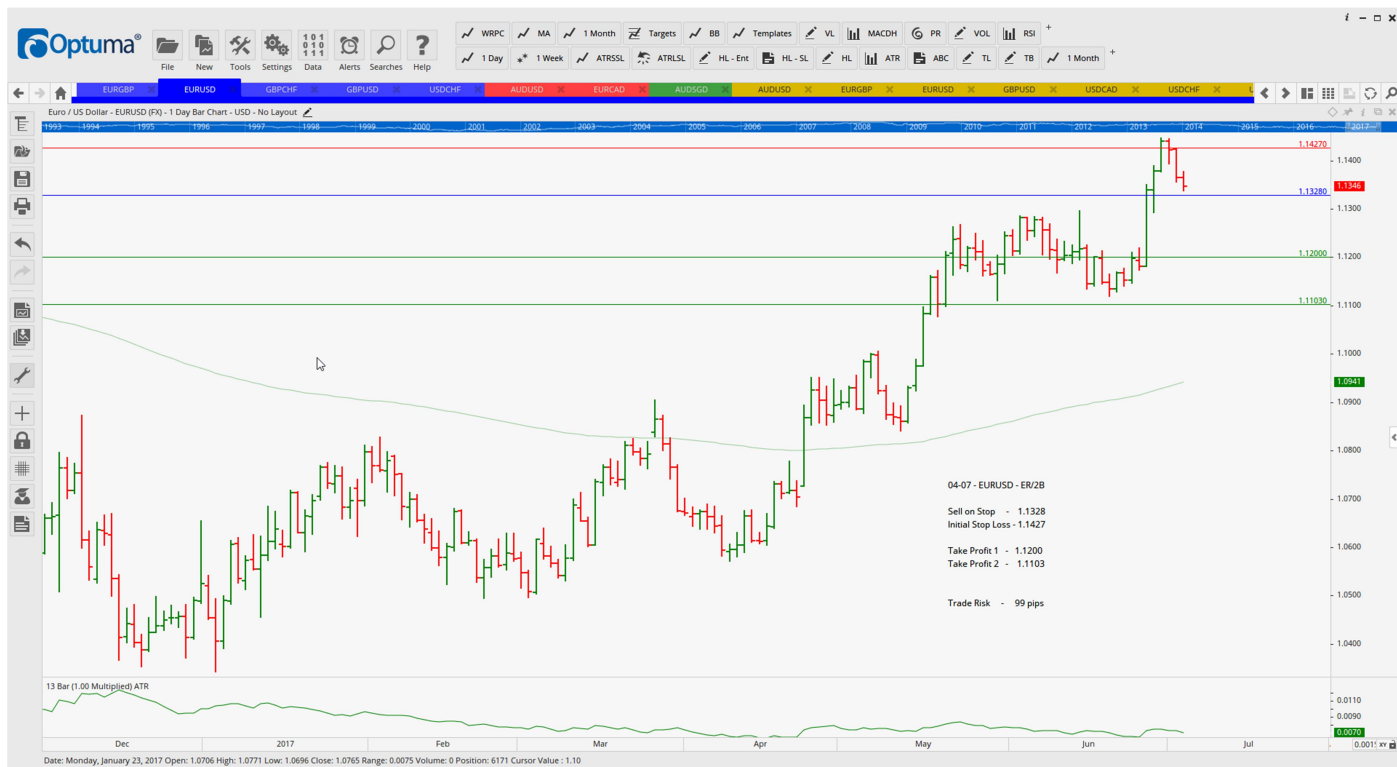 i
Optuma®
File New Tools Settings Data Alerts Searches Help
WRPC MA 1 Month Targets BB Templates VL MACDH PR VOL RSI +
1 Day 1 Week ATRSSL ATRLSL HL - Ent HL - SL HL ATR ABC TL TB 1 Month +
EURGBP EURUSD GBPCHF GBPUSD USDCHF AUDUSD EURCAD AUDSGD AUDUSD EURGBP EURUSD GBPUSD USDCAD USDCHF
Euro / US Dollar - EURUSD (FX) - 1 Day Bar Chart - USD - No Layout
1993 1994 1995 1996 1997 1998 1999 2000 2001 2002 2003 2004 2005 2006 2007 2008 2009 2010 2011 2012 2013 2014 2015 2016 2017
1.14270
1.1400
1.1346
1.13280
1.1300
1.12000
1.1200
1.11030
1.1100
1.1000
1.0941
1.0900
1.0800
04-07 - EURUSD - ER/2B
1.0700
Sell on Stop - 1.1328
Initial Stop Loss - 1.1427
1.0600
Take Profit 1 - 1.1200
Take Profit 2 - 1.1103
1.0500
Trade Risk - 99 pips
1.0400
13 Bar (1.00 Multiplied) ATR
0.0110
0.0090
0.0070
Dec 2017 Feb Mar Apr May Jun Jul
XY
Date: Monday, January 23, 2017 Open: 1.0706 High: 1.0771 Low: 1.0696 Close: 1.0765 Range: 0.0075 Volume: 0 Position: 6171 Cursor Value : 1.10